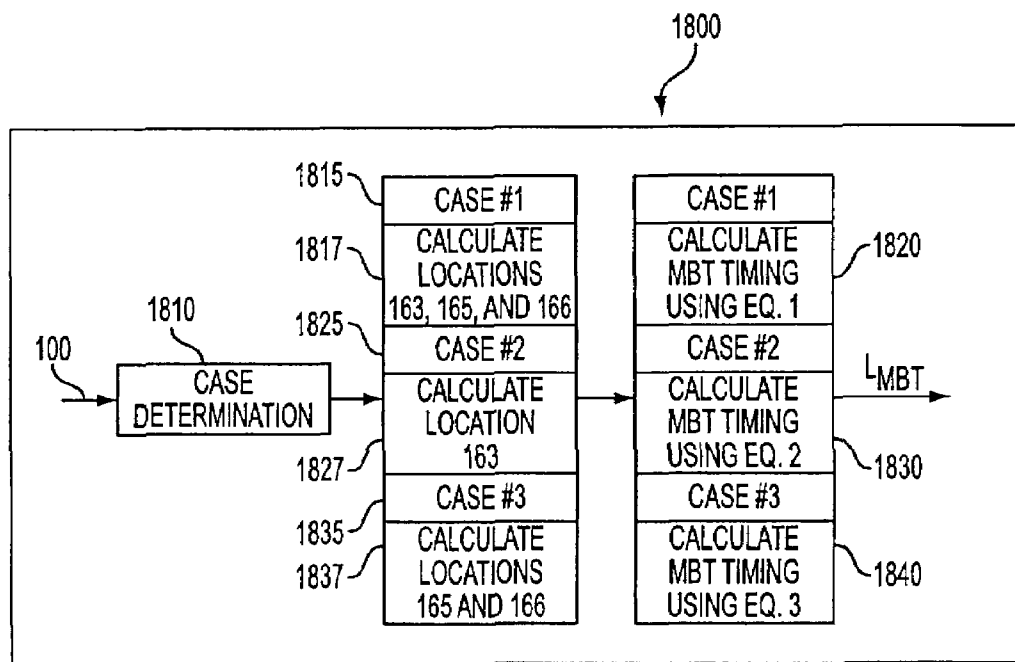 1800
1815
CASE #1
1817
CALCULATE
LOCATIONS
163, 165, AND 166
1825
CASE #2
1827
CALCULATE
LOCATION
163
1835
CASE #3
1837
CALCULATE
LOCATIONS
165 AND 166
100
1810
CASE
DETERMINATION
CASE #1
CALCULATE
MBT TIMING
USING EQ. 1
1820
CASE #2
CALCULATE
MBT TIMING
USING EQ. 2
1830
CASE #3
CALCULATE
MBT TIMING
USING EQ. 3
1840
LMBT